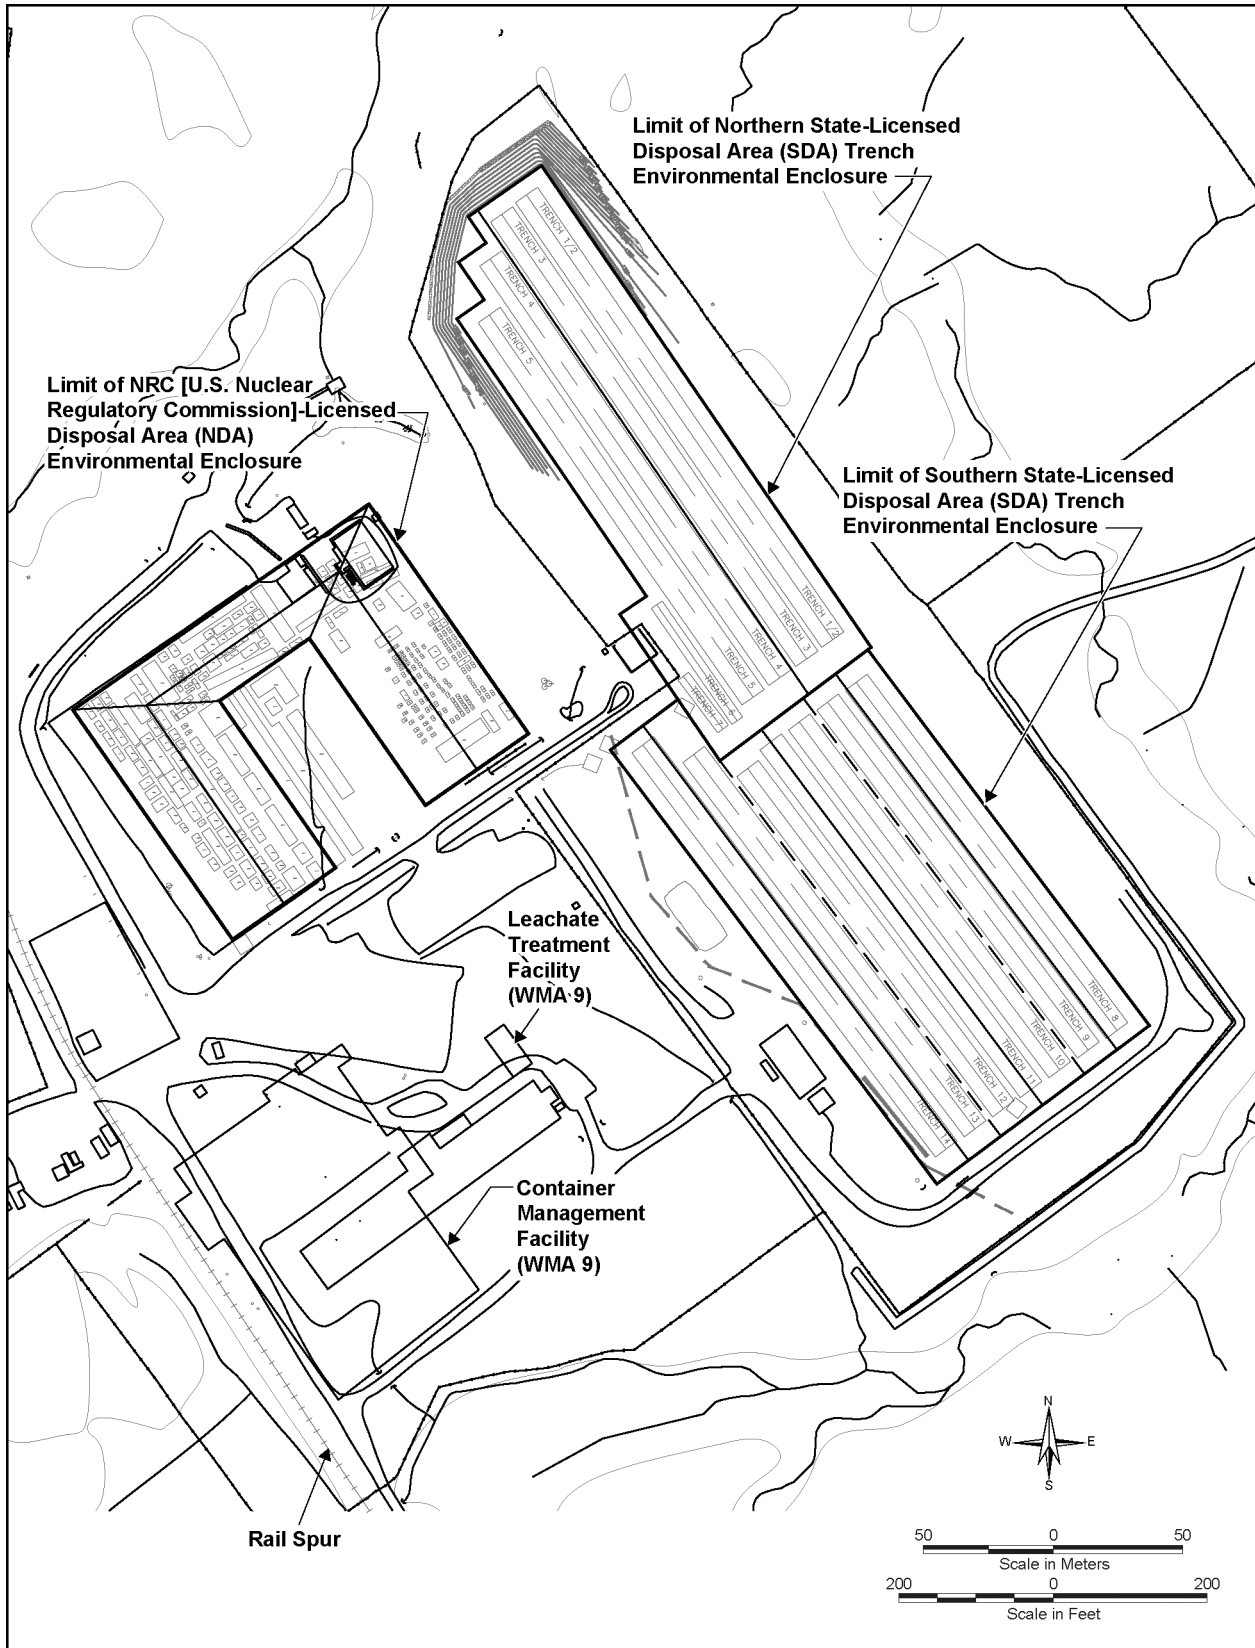 Limit of Northern State-Licensed
Disposal Area (SDA) Trench
Environmental Enclosure
TRENCH 1/2
TRENCH 3
TRENCH 4
TRENCH 5
Limit of NRC [U.S. Nuclear
Regulatory Commission]-Licensed
Disposal Area (NDA)
Environmental Enclosure
Limit of Southern State-Licensed
Disposal Area (SDA) Trench
Environmental Enclosure
TRENCH 1/2
TRENCH 3
TRENCH 4
TRENCH 5
TRENCH 6
TRENCH 7
Leachate
Treatment
Facility
(WMA 9)
TRENCH 8
TRENCH 9
TRENCH 10
TRENCH 11
TRENCH 12
TRENCH 13
TRENCH 14
Container
Management
Facility
(WMA 9)
N
W E
S
Rail Spur
50 0 50
Scale in Meters
200 0 200
Scale in Feet